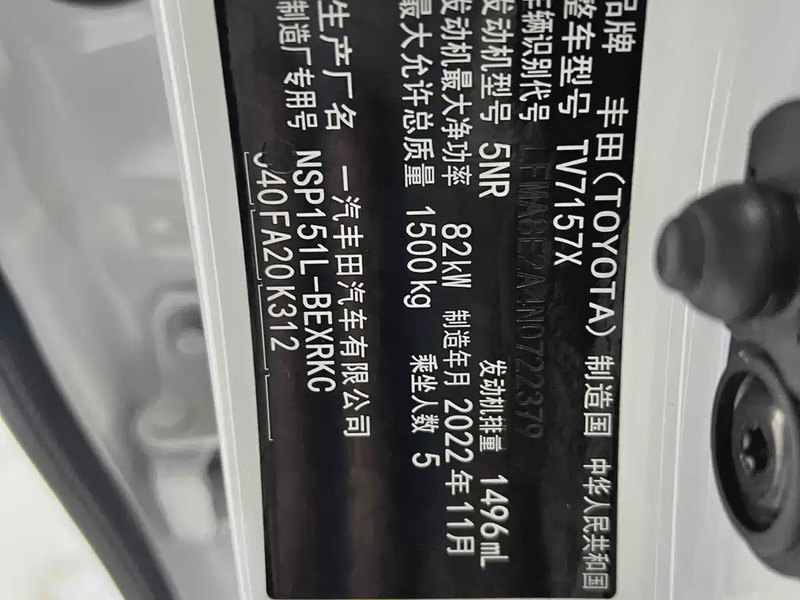 品牌 丰田(TOYOTA) 制造国 中华人民共和国
整车型号 TV7157X
车辆识别代号 LFMA8E2A1N0722379
发动机型号 5NR 发动机排量 1496mL
发动机最大净功率 82kW 制造年月 2022年11月
最大允许总质量 1500kg 乘坐人数 5
生产厂名 一汽丰田汽车有限公司
制造厂专用号 NSP151L-BEXRKC
J40FA20K312